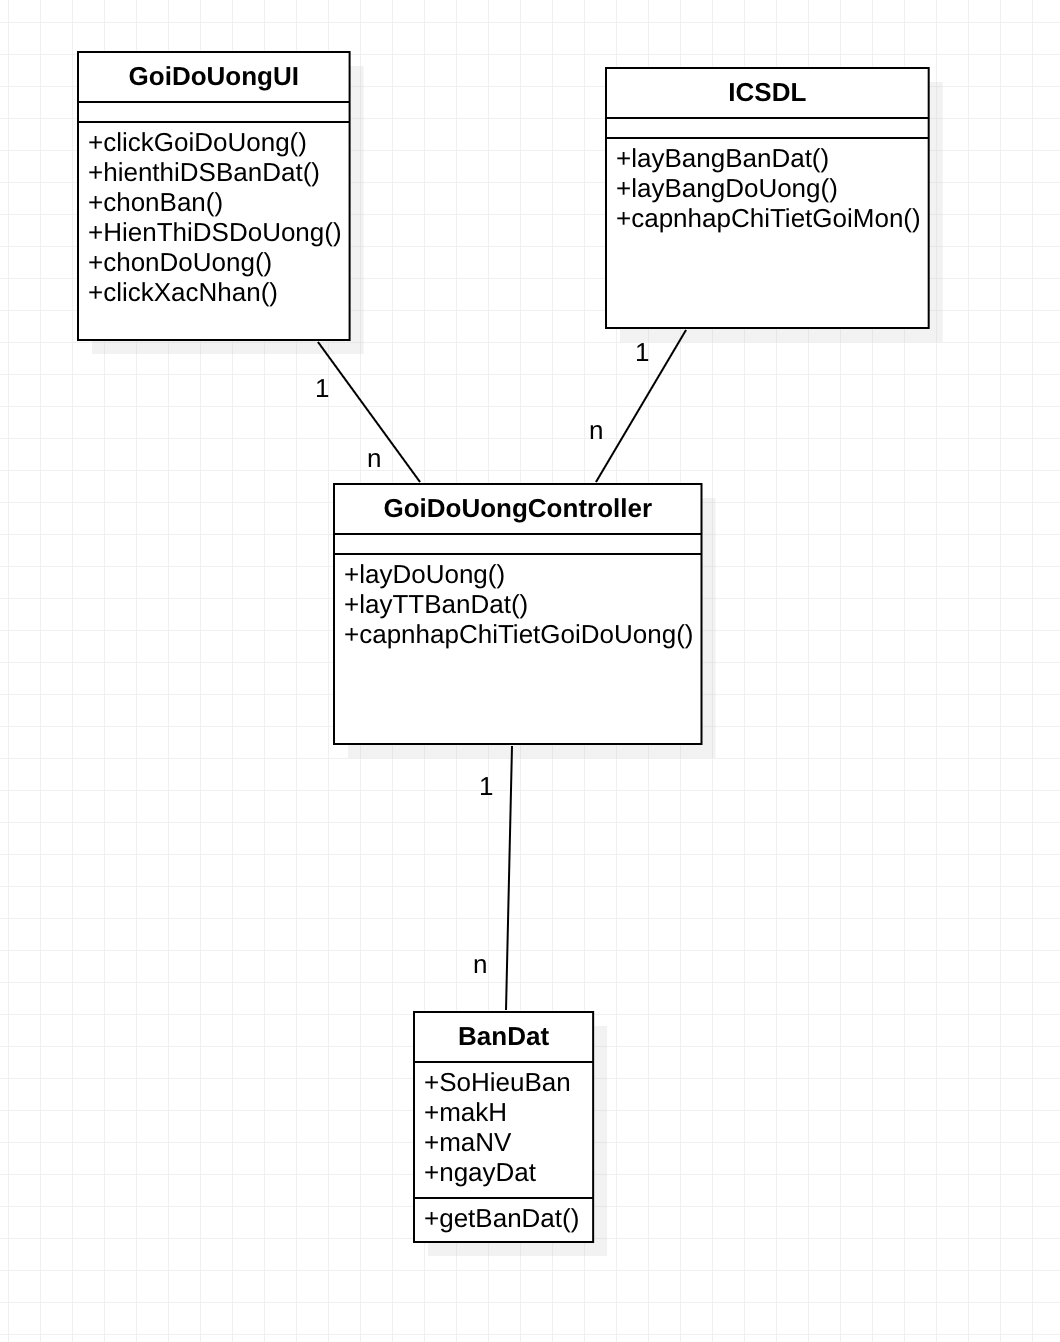 GoiDoUongUI
+clickGoiDoUong()
+hienthiDSBanDat()
+chonBan()
+HienThiDSDoUong()
+chonDoUong()
+clickXacNhan()
ICSDL
+layBangBanDat()
+layBangDoUong()
+capnhapChiTietGoiMon()
1
n
1
n
GoiDoUongController
+layDoUong()
+layTTBanDat()
+capnhapChiTietGoiDoUong()
1
n
BanDat
+SoHieuBan
+makH
+maNV
+ngayDat
+getBanDat()